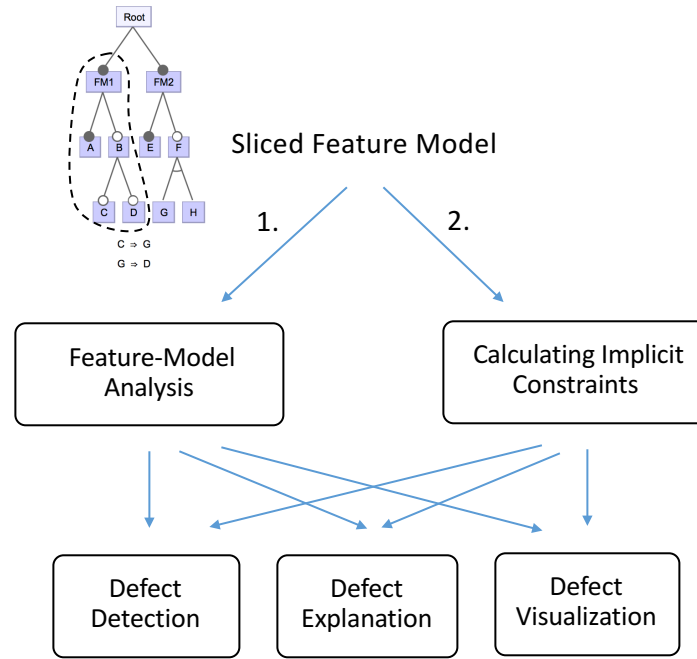 Root
FM1 FM2
A B E F
Sliced Feature Model
C D G H
C ⇒ G
G ⇒ D
1. 2.
Feature-Model
Analysis
Calculating Implicit
Constraints
Defect
Detection
Defect
Explanation
Defect
Visualization